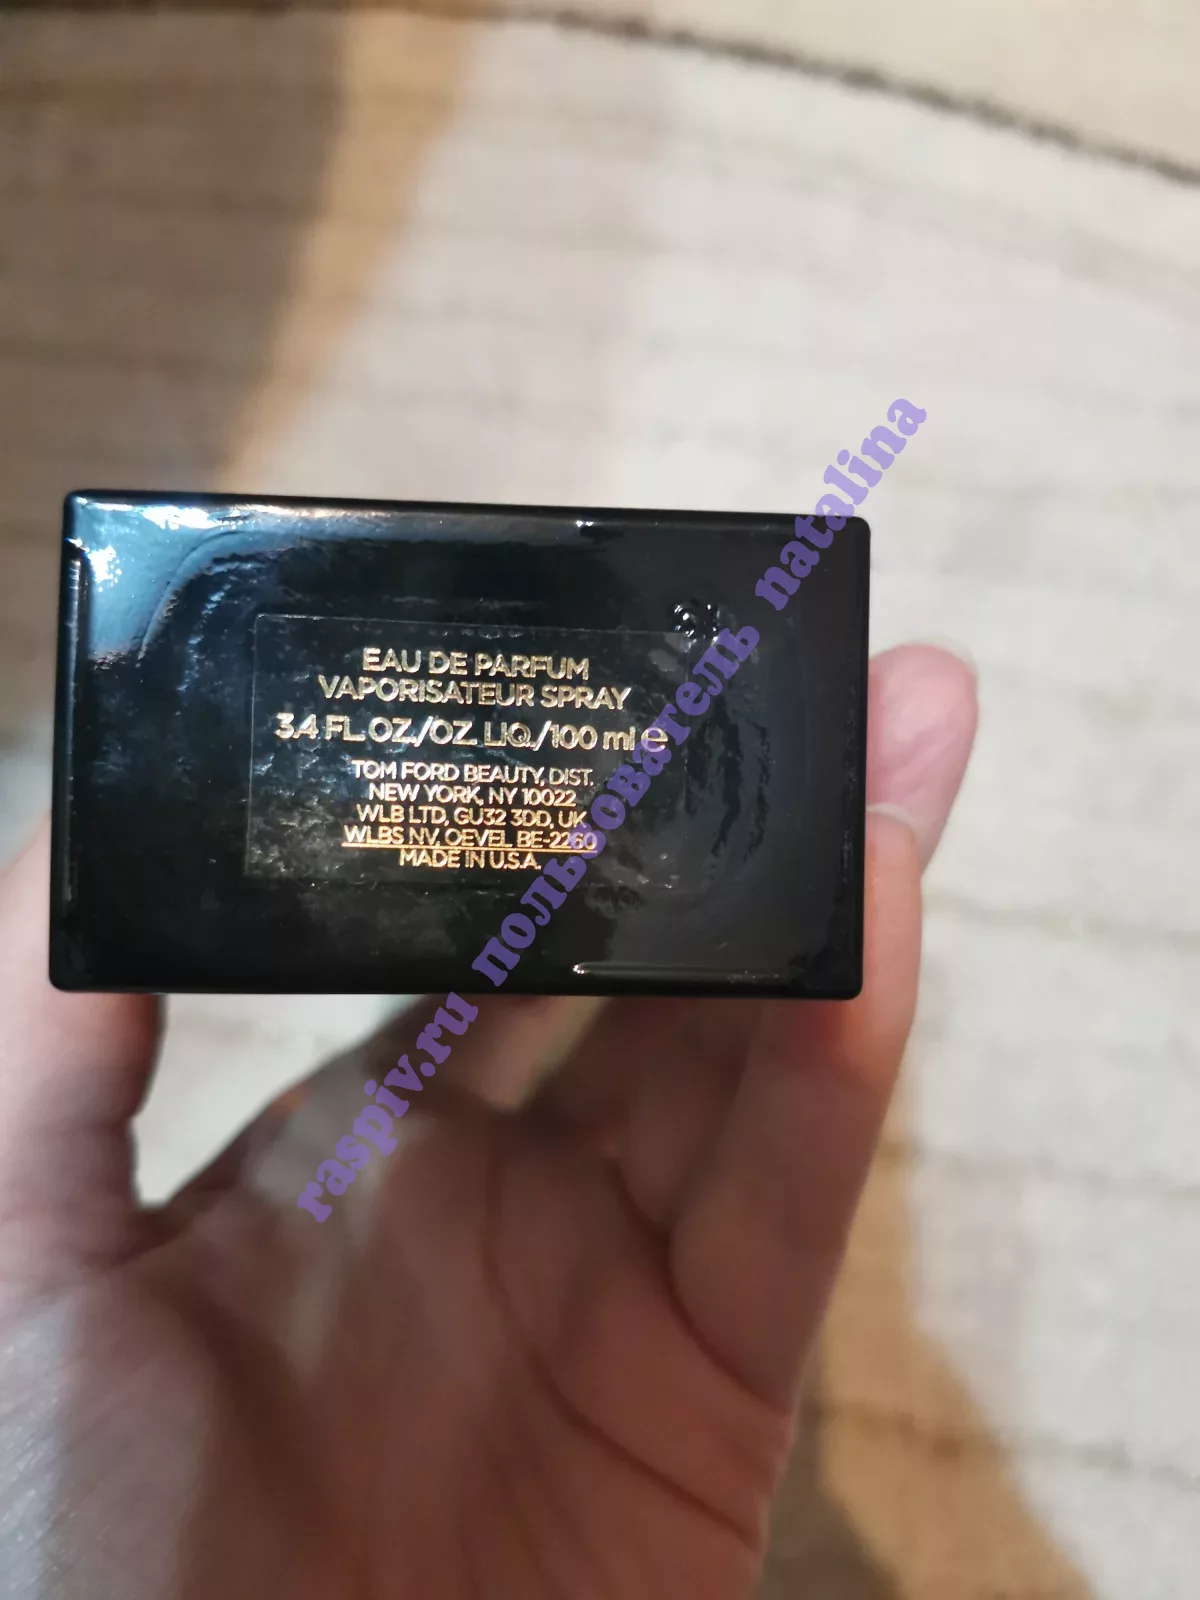 EAU DE PARFUM
VAPORISATEUR SPRAY
3.4 FL.OZ./OZ. LIQ./100 ml e
TOM FORD BEAUTY, DIST.
NEW YORK, NY 10022
WLB LTD, GU32 3DD, UK
WLBS NV, OEVEL BE-2260
MADE IN U.S.A.
raspiv.ru пользователь natalina